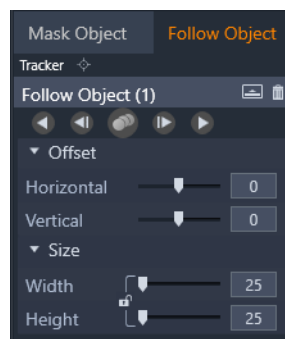 Mask Object Follow Object
Tracker
Follow Object (1)
Offset
Horizontal 0
Vertical 0
Size
Width 25
Height 25